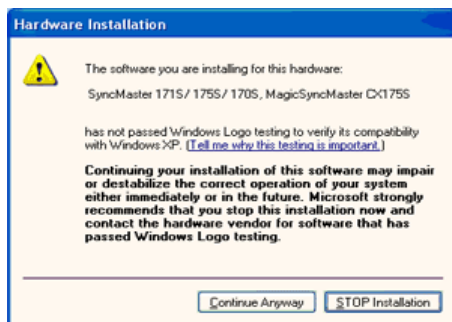 Hardware Installation
The software you are installing for this hardware:
SyncMaster 171S/ 175S/ 170S, MagicSyncMaster CX175S
has not passed Windows Logo testing to verify its compatibility
with Windows XP. (Tell me why this testing is important.)
Continuing your installation of this software may impair
or destabilize the correct operation of your system
either immediately or in the future. Microsoft strongly
recommends that you stop this installation now and
contact the hardware vendor for software that has
passed Windows Logo testing.
Continue Anyway STOP Installation